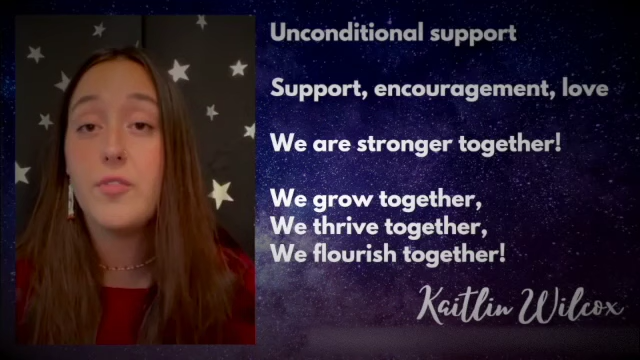 Unconditional support
Support, encouragement, love
We are stronger together!
We grow together,
We thrive together,
We flourish together!
Kaitlin Wilcox